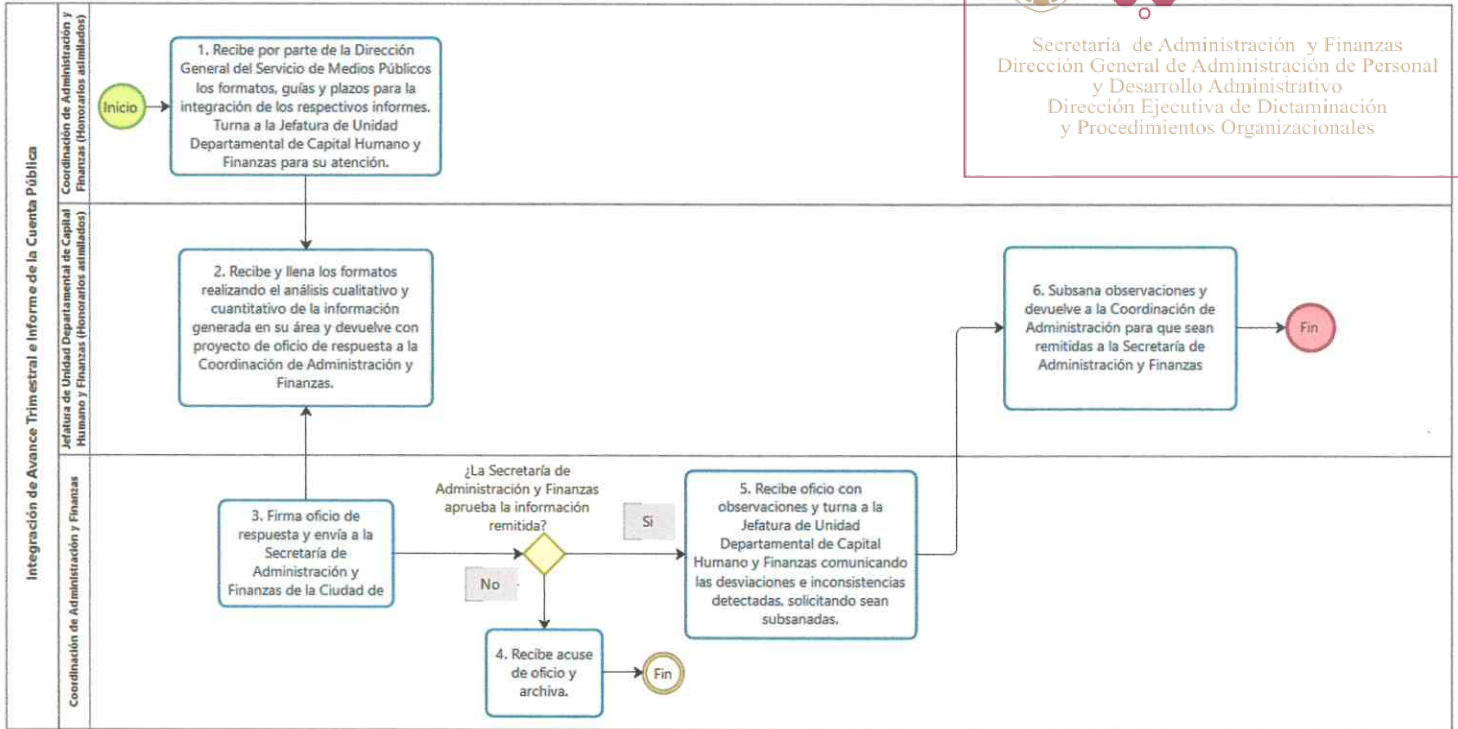 Secretaría de Administración y Finanzas
Dirección General de Administración de Personal
y Desarrollo Administrativo
Dirección Ejecutiva de Dictaminación
y Procedimientos Organizacionales
Integración de Avance Trimestral e Informe de la Cuenta Pública
Coordinación de Administración y
Finanzas (Honorarios asimilados)
Inicio
1. Recibe por parte de la Dirección
General del Servicio de Medios Públicos
los formatos, guías y plazos para la
integración de los respectivos informes.
Turna a la Jefatura de Unidad
Departamental de Capital Humano y
Finanzas para su atención.
Jefatura de Unidad Departamental de Capital
Humano y Finanzas (Honorarios asimilados)
2. Recibe y llena los formatos
realizando el análisis cualitativo y
cuantitativo de la información
generada en su área y devuelve con
proyecto de oficio de respuesta a la
Coordinación de Administración y
Finanzas.
6. Subsana observaciones y
devuelve a la Coordinación de
Administración para que sean
remitidas a la Secretaría de
Administración y Finanzas
Fin
Coordinación de Administración y Finanzas
3. Firma oficio de
respuesta y envía a la
Secretaría de
Administración y
Finanzas de la Ciudad de
¿La Secretaría de
Administración y Finanzas
aprueba la información
remitida?
Si
No
5. Recibe oficio con
observaciones y turna a la
Jefatura de Unidad
Departamental de Capital
Humano y Finanzas comunicando
las desviaciones e inconsistencias
detectadas, solicitando sean
subsanadas.
4. Recibe acuse
de oficio y
archiva.
Fin